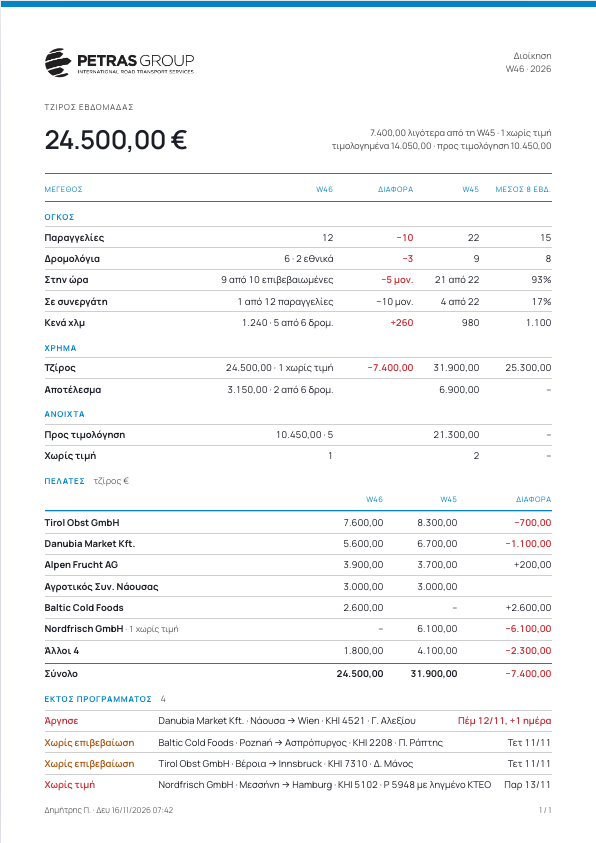 PETRAS GROUP
INTERNATIONAL ROAD TRANSPORT SERVICES
Διοίκηση
W46 · 2026
ΤΖΙΡΟΣ ΕΒΔΟΜΑΔΑΣ
24.500,00 €
7.400,00 λιγότερα από τη W45 · 1 χωρίς τιμή
τιμολογημένα 14.050,00 · προς τιμολόγηση 10.450,00
ΜΕΓΕΘΟΣ W46 ΔΙΑΦΟΡΑ W45 ΜΕΣΟΣ 8 ΕΒΔ.
ΟΓΚΟΣ
Παραγγελίες 12 −10 22 15
Δρομολόγια 6 · 2 εθνικά −3 9 8
Στην ώρα 9 από 10 επιβεβαιωμένες −5 μον. 21 από 22 93%
Σε συνεργάτη 1 από 12 παραγγελίες −10 μον. 4 από 22 17%
Κενά χλμ 1.240 · 5 από 6 δρομ. +260 980 1.100
ΧΡΗΜΑ
Τζίρος 24.500,00 · 1 χωρίς τιμή −7.400,00 31.900,00 25.300,00
Αποτέλεσμα 3.150,00 · 2 από 6 δρομ. 6.900,00 –
ΑΝΟΙΧΤΑ
Προς τιμολόγηση 10.450,00 · 5 21.300,00 –
Χωρίς τιμή 1 2 –
ΠΕΛΑΤΕΣ τζίρος €
W46 W45 ΔΙΑΦΟΡΑ
Tirol Obst GmbH 7.600,00 8.300,00 −700,00
Danubia Market Kft. 5.600,00 6.700,00 −1.100,00
Alpen Frucht AG 3.900,00 3.700,00 +200,00
Αγροτικός Συν. Νάουσας 3.000,00 3.000,00
Baltic Cold Foods 2.600,00 – +2.600,00
Nordfrisch GmbH · 1 χωρίς τιμή – 6.100,00 −6.100,00
Άλλοι 4 1.800,00 4.100,00 −2.300,00
Σύνολο 24.500,00 31.900,00 −7.400,00
ΕΚΤΟΣ ΠΡΟΓΡΑΜΜΑΤΟΣ 4
Άργησε Danubia Market Kft. · Νάουσα → Wien · ΚΗΙ 4521 · Γ. Αλεξίου Πέμ 12/11, +1 ημέρα
Χωρίς επιβεβαίωση Baltic Cold Foods · Poznań → Ασπρόπυργος · ΚΗΙ 2208 · Π. Ράπτης Τετ 11/11
Χωρίς επιβεβαίωση Tirol Obst GmbH · Βέροια → Innsbruck · ΚΗΙ 7310 · Δ. Μάνος Τετ 11/11
Χωρίς τιμή Nordfrisch GmbH · Μεσσήνη → Hamburg · ΚΗΙ 5102 · Ρ 5948 με ληγμένο ΚΤΕΟ Παρ 13/11
Δημήτρης Π. · Δευ 16/11/2026 07:42
1 / 1